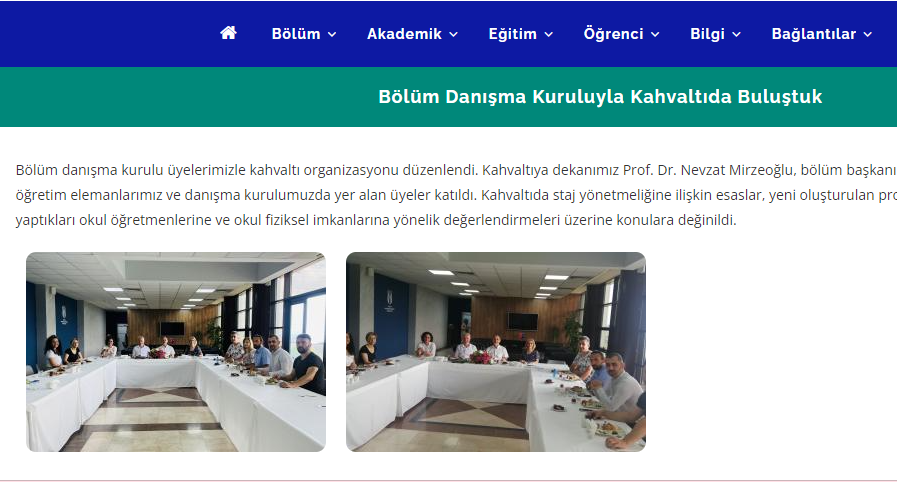 Bölüm Akademik Eğitim Öğrenci Bilgi Bağlantılar
Bölüm Danışma Kuruluyla Kahvaltıda Buluştuk
Bölüm danışma kurulu üyelerimizle kahvaltı organizasyonu düzenlendi. Kahvaltıya dekanımız Prof. Dr. Nevzat Mirzeoğlu, bölüm başkanı
öğretim elemanlarımız ve danışma kurulumuzda yer alan üyeler katıldı. Kahvaltıda staj yönetmeliğine ilişkin esaslar, yeni oluşturulan
yaptıkları okul öğretmenlerine ve okul fiziksel imkanlarına yönelik değerlendirmeleri üzerine konulara değinildi.